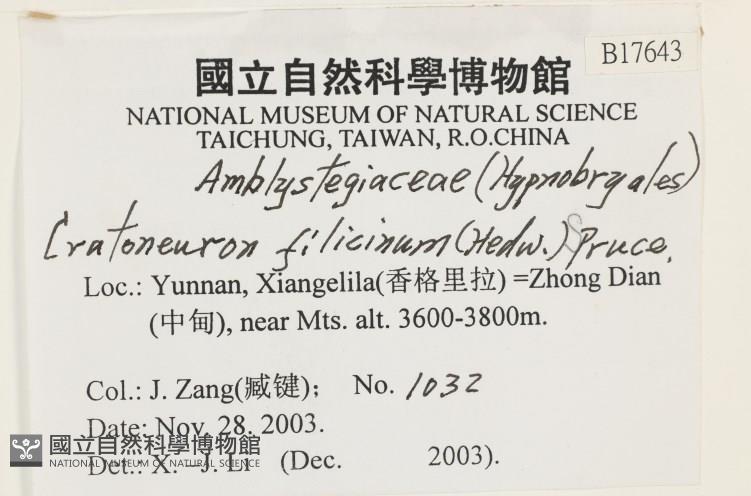 B17643
國立自然科學博物館
NATIONAL MUSEUM OF NATURAL SCIENCE
TAICHUNG, TAIWAN, R.O.CHINA
Amblystegiaceae (Hypnobryales)
Cratoneuron filicinum (Hedw.) Spruce.
Loc.: Yunnan, Xiangelila(香格里拉) =Zhong Dian
(中甸), near Mts. alt. 3600-3800m.
Col.: J. Zang(臧键); No. 1032
Date: Nov. 28. 2003.
國立自然科學博物館
NATIONAL MUSEUM OF NATURAL SCIENCE
Det.: X.-J. Li (Dec. 2003).